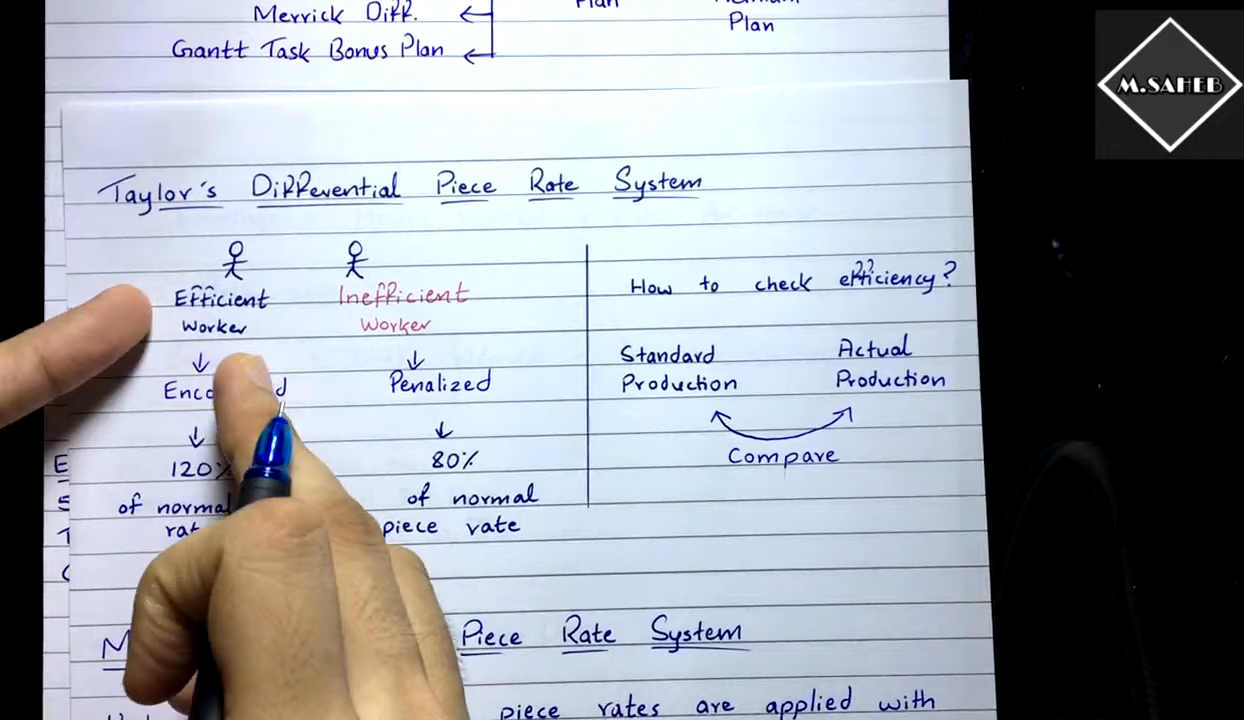 Merrick Diff.
Plan
Plan
Gantt Task Bonus Plan
M.SAHEB
Taylor's Differential Piece Rate System
Efficient
Worker
Inefficient
Worker
Penalized
120%
of normal
80%
of normal
piece rate
How to check efficiency?
Standard
Production
Actual
Production
Compare
Piece Rate System
piece rates are applied with